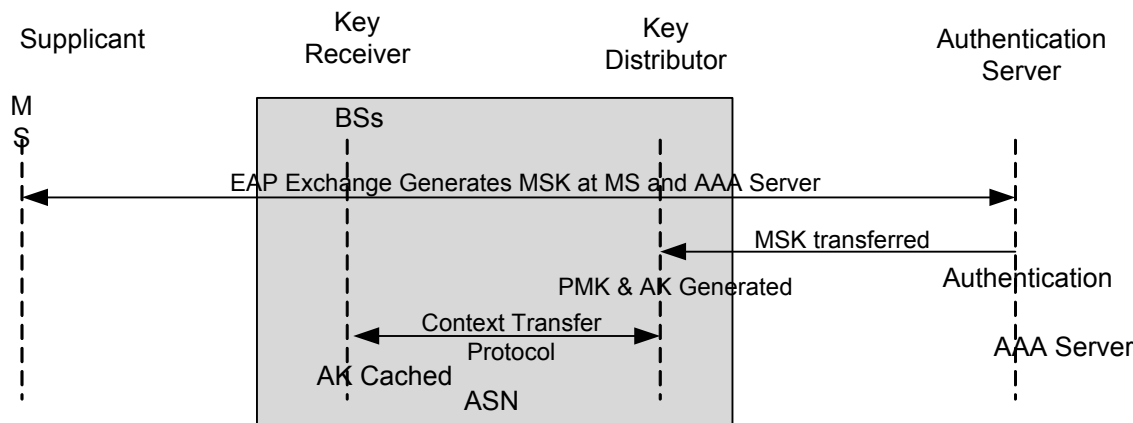 Supplicant
Key
Receiver
Key
Distributor
Authentication
Server
M
S
BSs
EAP Exchange Generates MSK at MS and AAA Server
MSK transferred
PMK & AK Generated
Authentication
Context Transfer
Protocol
AAA Server
AK Cached
ASN